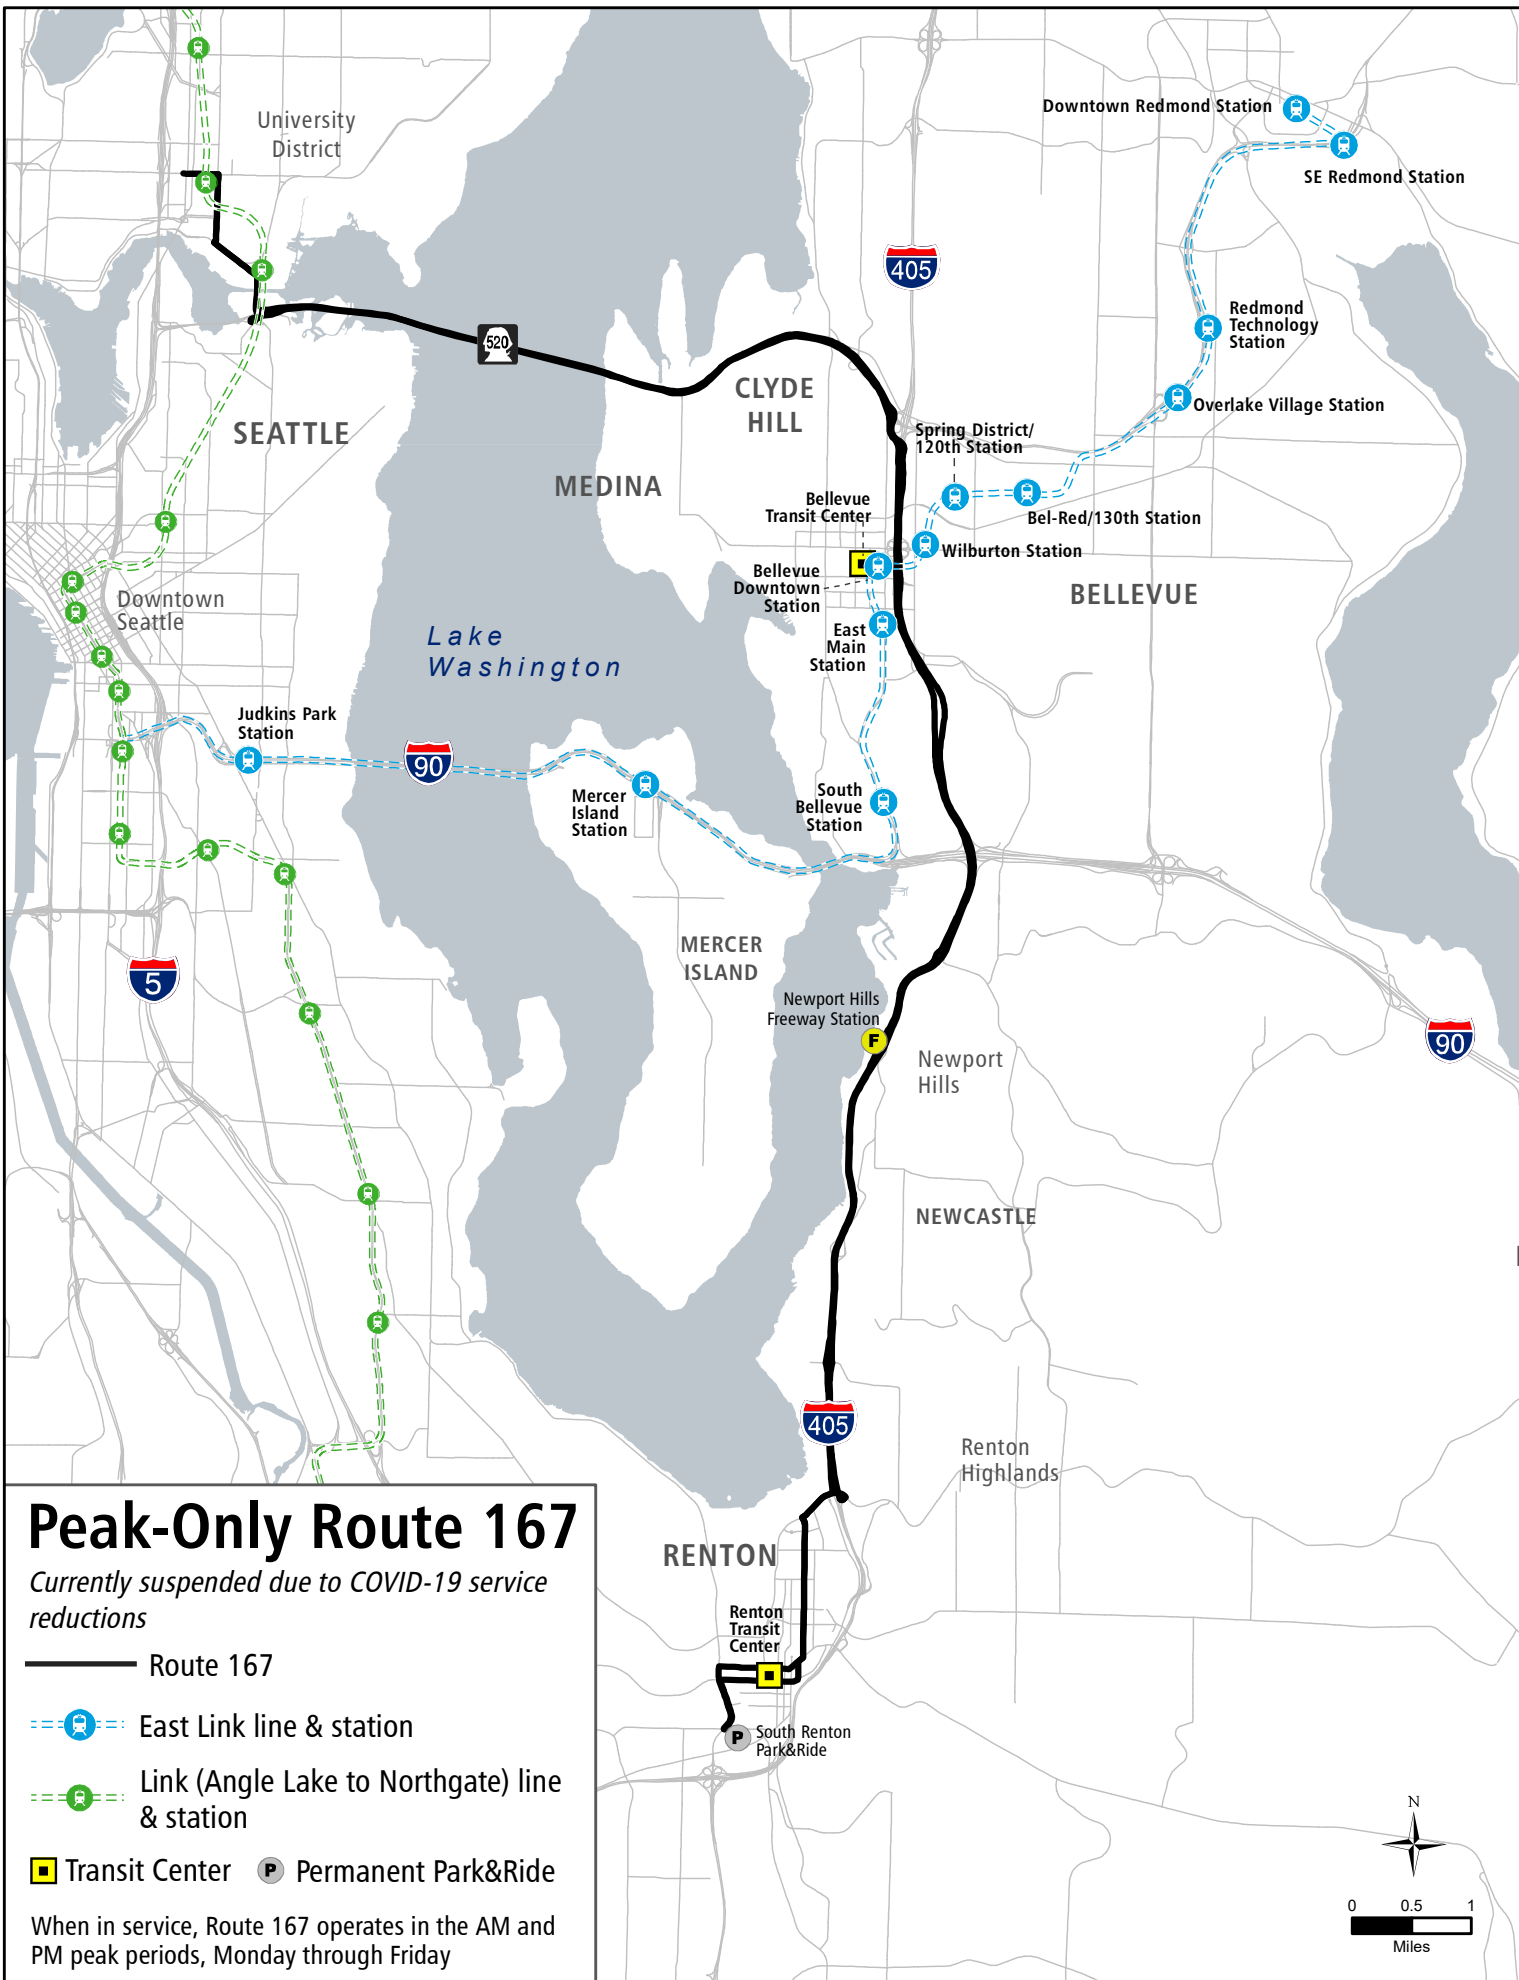 University
District
Downtown Redmond Station
SE Redmond Station
405
Redmond
Technology
Station
520
CLYDE
HILL
Overlake Village Station
SEATTLE
Spring District/
120th Station
MEDINA
Bellevue
Transit Center
Bel-Red/130th Station
Wilburton Station
Bellevue
Downtown
Station
BELLEVUE
Downtown
Seattle
Lake
Washington
East
Main
Station
Judkins Park
Station
90
Mercer
Island
Station
South
Bellevue
Station
MERCER
ISLAND
5
Newport Hills
Freeway Station
F
90
Newport
Hills
NEWCASTLE
405
Renton
Highlands
RENTON
Renton
Transit
Center
P
South Renton
Park&Ride
Peak-Only Route 167
Currently suspended due to COVID-19 service
reductions
Route 167
East Link line & station
Link (Angle Lake to Northgate) line
& station
Transit Center
P Permanent Park&Ride
When in service, Route 167 operates in the AM and
PM peak periods, Monday through Friday
N
0 0.5 1
Miles